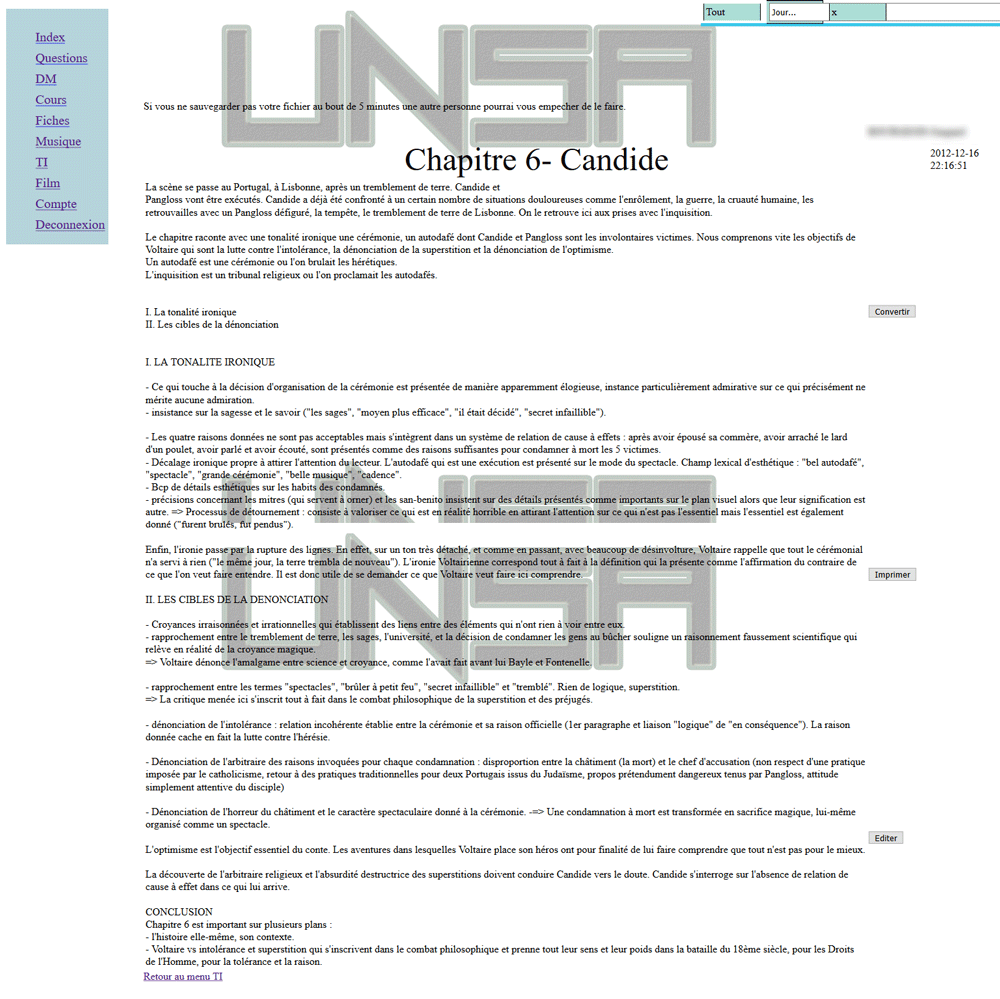 Tout
Jour...
x
UNSA
Index
Questions
DM
Cours
Fiches
Musique
TI
Film
Compte
Deconnexion
Si vous ne sauvegarder pas votre fichier au bout de 5 minutes une autre personne pourrai vous empecher de le faire.
Chapitre 6- Candide
2012-12-16
22:16:51
La scène se passe au Portugal, à Lisbonne, après un tremblement de terre. Candide et
Pangloss vont être exécutés. Candide a déjà été confronté à un certain nombre de situations douloureuses comme l'enrôlement, la guerre, la cruauté humaine, les
retrouvailles avec un Pangloss défiguré, la tempête, le tremblement de terre de Lisbonne. On le retrouve ici aux prises avec l'inquisition.
Le chapitre raconte avec une tonalité ironique une cérémonie, un autodafé dont Candide et Pangloss sont les involontaires victimes. Nous comprenons vite les objectifs de
Voltaire qui sont la lutte contre l'intolérance, la dénonciation de la superstition et la dénonciation de l'optimisme.
Un autodafé est une cérémonie ou l'on brulait les hérétiques.
L'inquisition est un tribunal religieux ou l'on proclamait les autodafés.
I. La tonalité ironique
II. Les cibles de la dénonciation
Convertir
I. LA TONALITE IRONIQUE
- Ce qui touche à la décision d'organisation de la cérémonie est présentée de manière apparemment élogieuse, instance particulièrement admirative sur ce qui précisément ne
mérite aucune admiration.
- insistance sur la sagesse et le savoir ("les sages", "moyen plus efficace", "il était décidé", "secret infaillible").
- Les quatre raisons données ne sont pas acceptables mais s'intègrent dans un système de relation de cause à effets : après avoir épousé sa commère, avoir arraché le lard
d'un poulet, avoir parlé et avoir écouté, sont présentés comme des raisons suffisantes pour condamner à mort les 5 victimes.
- Décalage ironique propre à attirer l'attention du lecteur. L'autodafé qui est une exécution est présenté sur le mode du spectacle. Champ lexical d'esthétique : "bel autodafé",
"spectacle", "grande cérémonie", "belle musique", "cadence".
- Bcp de détails esthétiques sur les habits des condamnés.
- précisions concernant les mitres (qui servent à orner) et les san-benito insistent sur des détails présentés comme importants sur le plan visuel alors que leur signification est
autre. => Processus de détournement : consiste à valoriser ce qui est en réalité horrible en attirant l'attention sur ce qui n'est pas l'essentiel mais l'essentiel est également
donné ("furent brulés, fut pendus").
Enfin, l'ironie passe par la rupture des lignes. En effet, sur un ton très détaché, et comme en passant, avec beaucoup de désinvolture, Voltaire rappelle que tout le cérémonial
n'a servi à rien ("le même jour, la terre trembla de nouveau"). L'ironie Voltairienne correspond tout à fait à la définition qui la présente comme l'affirmation du contraire de
ce que l'on veut faire entendre. Il est donc utile de se demander ce que Voltaire veut faire ici comprendre.
Imprimer
II. LES CIBLES DE LA DENONCIATION
- Croyances irraisonnées et irrationnelles qui établissent des liens entre des éléments qui n'ont rien à voir entre eux.
- rapprochement entre le tremblement de terre, les sages, l'université, et la décision de condamner les gens au bûcher souligne un raisonnement faussement scientifique qui
relève en réalité de la croyance magique.
=> Voltaire dénonce l'amalgame entre science et croyance, comme l'avait fait avant lui Bayle et Fontenelle.
- rapprochement entre les termes "spectacles", "brûler à petit feu", "secret infaillible" et "tremblé". Rien de logique, superstition.
=> La critique menée ici s'inscrit tout à fait dans le combat philosophique de la superstition et des préjugés.
- dénonciation de l'intolérance : relation incohérente établie entre la cérémonie et sa raison officielle (1er paragraphe et liaison "logique" de "en conséquence"). La raison
donnée cache en fait la lutte contre l'hérésie.
- Dénonciation de l'arbitraire des raisons invoquées pour chaque condamnation : disproportion entre la châtiment (la mort) et le chef d'accusation (non respect d'une pratique
imposée par le catholicisme, retour à des pratiques traditionnelles pour deux Portugais issus du Judaïsme, propos prétendument dangereux tenus par Pangloss, attitude
simplement attentive du disciple)
- Dénonciation de l'horreur du châtiment et le caractère spectaculaire donné à la cérémonie. -=> Une condamnation à mort est transformée en sacrifice magique, lui-même
organisé comme un spectacle.
Editer
L'optimisme est l'objectif essentiel du conte. Les aventures dans lesquelles Voltaire place son héros ont pour finalité de lui faire comprendre que tout n'est pas pour le mieux.
La découverte de l'arbitraire religieux et l'absurdité destructrice des superstitions doivent conduire Candide vers le doute. Candide s'interroge sur l'absence de relation de
cause à effet dans ce qui lui arrive.
CONCLUSION
Chapitre 6 est important sur plusieurs plans :
- l'histoire elle-même, son contexte.
- Voltaire vs intolérance et superstition qui s'inscrivent dans le combat philosophique et prenne tout leur sens et leur poids dans la bataille du 18ème siècle, pour les Droits
de l'Homme, pour la tolérance et la raison.
Retour au menu TI